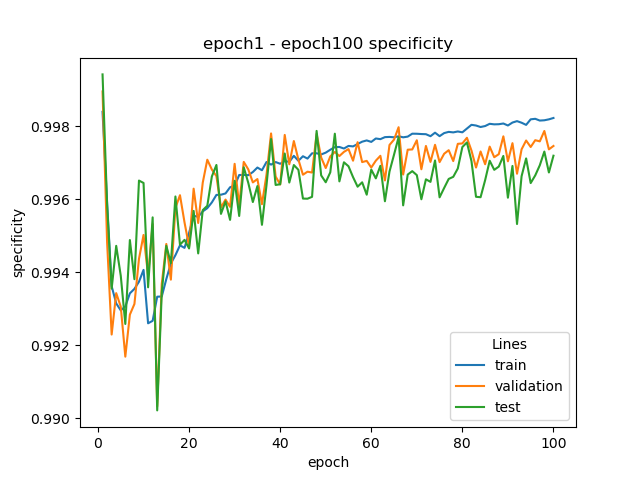 epoch1 - epoch100 specificity
0.998
0.996
0.994
0.992
0.990
specificity
0
20
40
60
80
100
epoch
Lines
train
validation
test